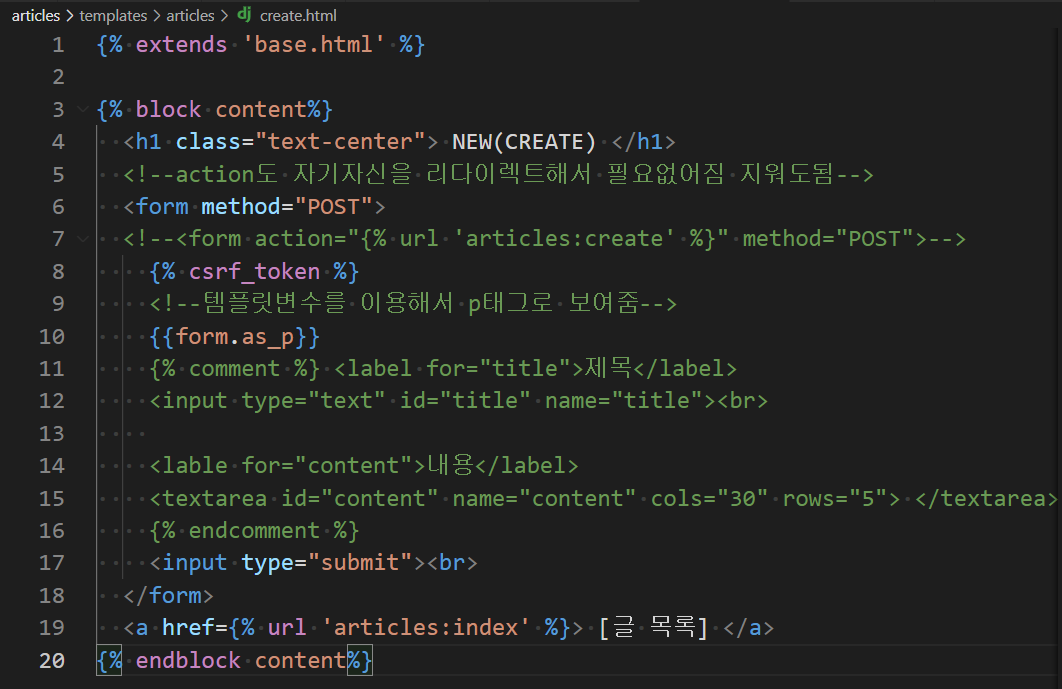 articles > templates > articles > dj create.html
1 {% extends 'base.html' %}
2
3 {% block content%}
4 <h1 class="text-center"> NEW(CREATE) </h1>
5 <!--action도 자기자신을 리다이렉트해서 필요없어짐 지워도됨-->
6 <form method="POST">
7 <!--<form action="{% url 'articles:create' %}" method="POST">-->
8 {% csrf_token %}
9 <!--템플릿변수를 이용해서 p태그로 보여줌-->
10 {{form.as_p}}
11 {% comment %} <label for="title">제목</label>
12 <input type="text" id="title" name="title"><br>
13
14 <lable for="content">내용</label>
15 <textarea id="content" name="content" cols="30" rows="5"> </textarea>
16 {% endcomment %}
17 <input type="submit"><br>
18 </form>
19 <a href={% url 'articles:index' %}> [글 목록] </a>
20 {% endblock content%}